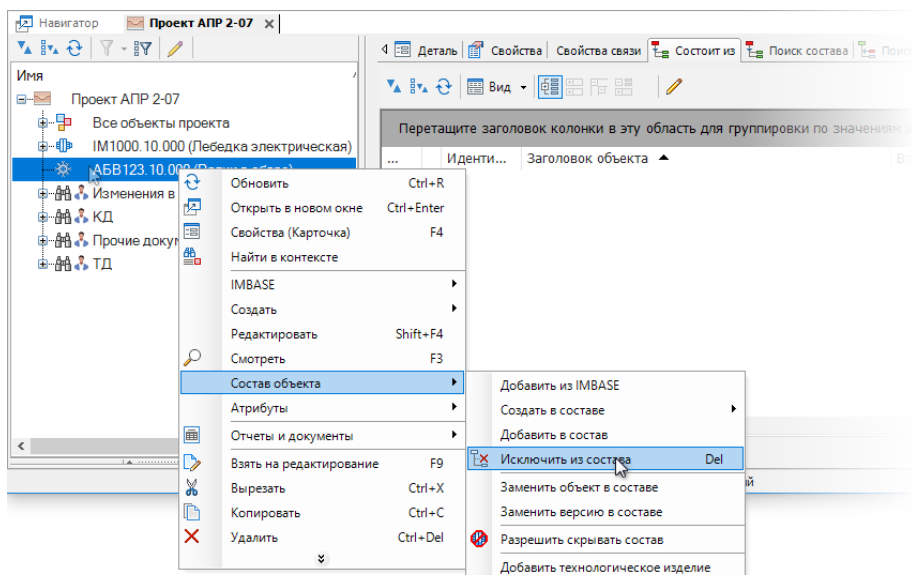 Навигатор
Проект АПР 2-07
Деталь
Свойства
Свойства связи
Состоит из
Поиск состава
Имя
Вид
Проект АПР 2-07
Все объекты проекта
IM1000.10.000 (Лебедка электрическая)
АБВ123.10.000
Изменения в
КД
Прочие
ТД
Перетащите заголовок колонки в эту область для группировки по значениям
... Иденти... Заголовок объекта
Обновить Ctrl+R
Открыть в новом окне Ctrl+Enter
Свойства (Карточка) F4
Найти в контексте
IMBASE
Создать
Редактировать Shift+F4
Смотреть F3
Состав объекта
Атрибуты
Отчеты и документы
Взять на редактирование F9
Вырезать Ctrl+X
Копировать Ctrl+C
Удалить Ctrl+Del
Добавить из IMBASE
Создать в составе
Добавить в состав
Исключить из состава Del
Заменить объект в составе
Заменить версию в составе
Разрешить скрывать состав
Добавить технологическое изделие